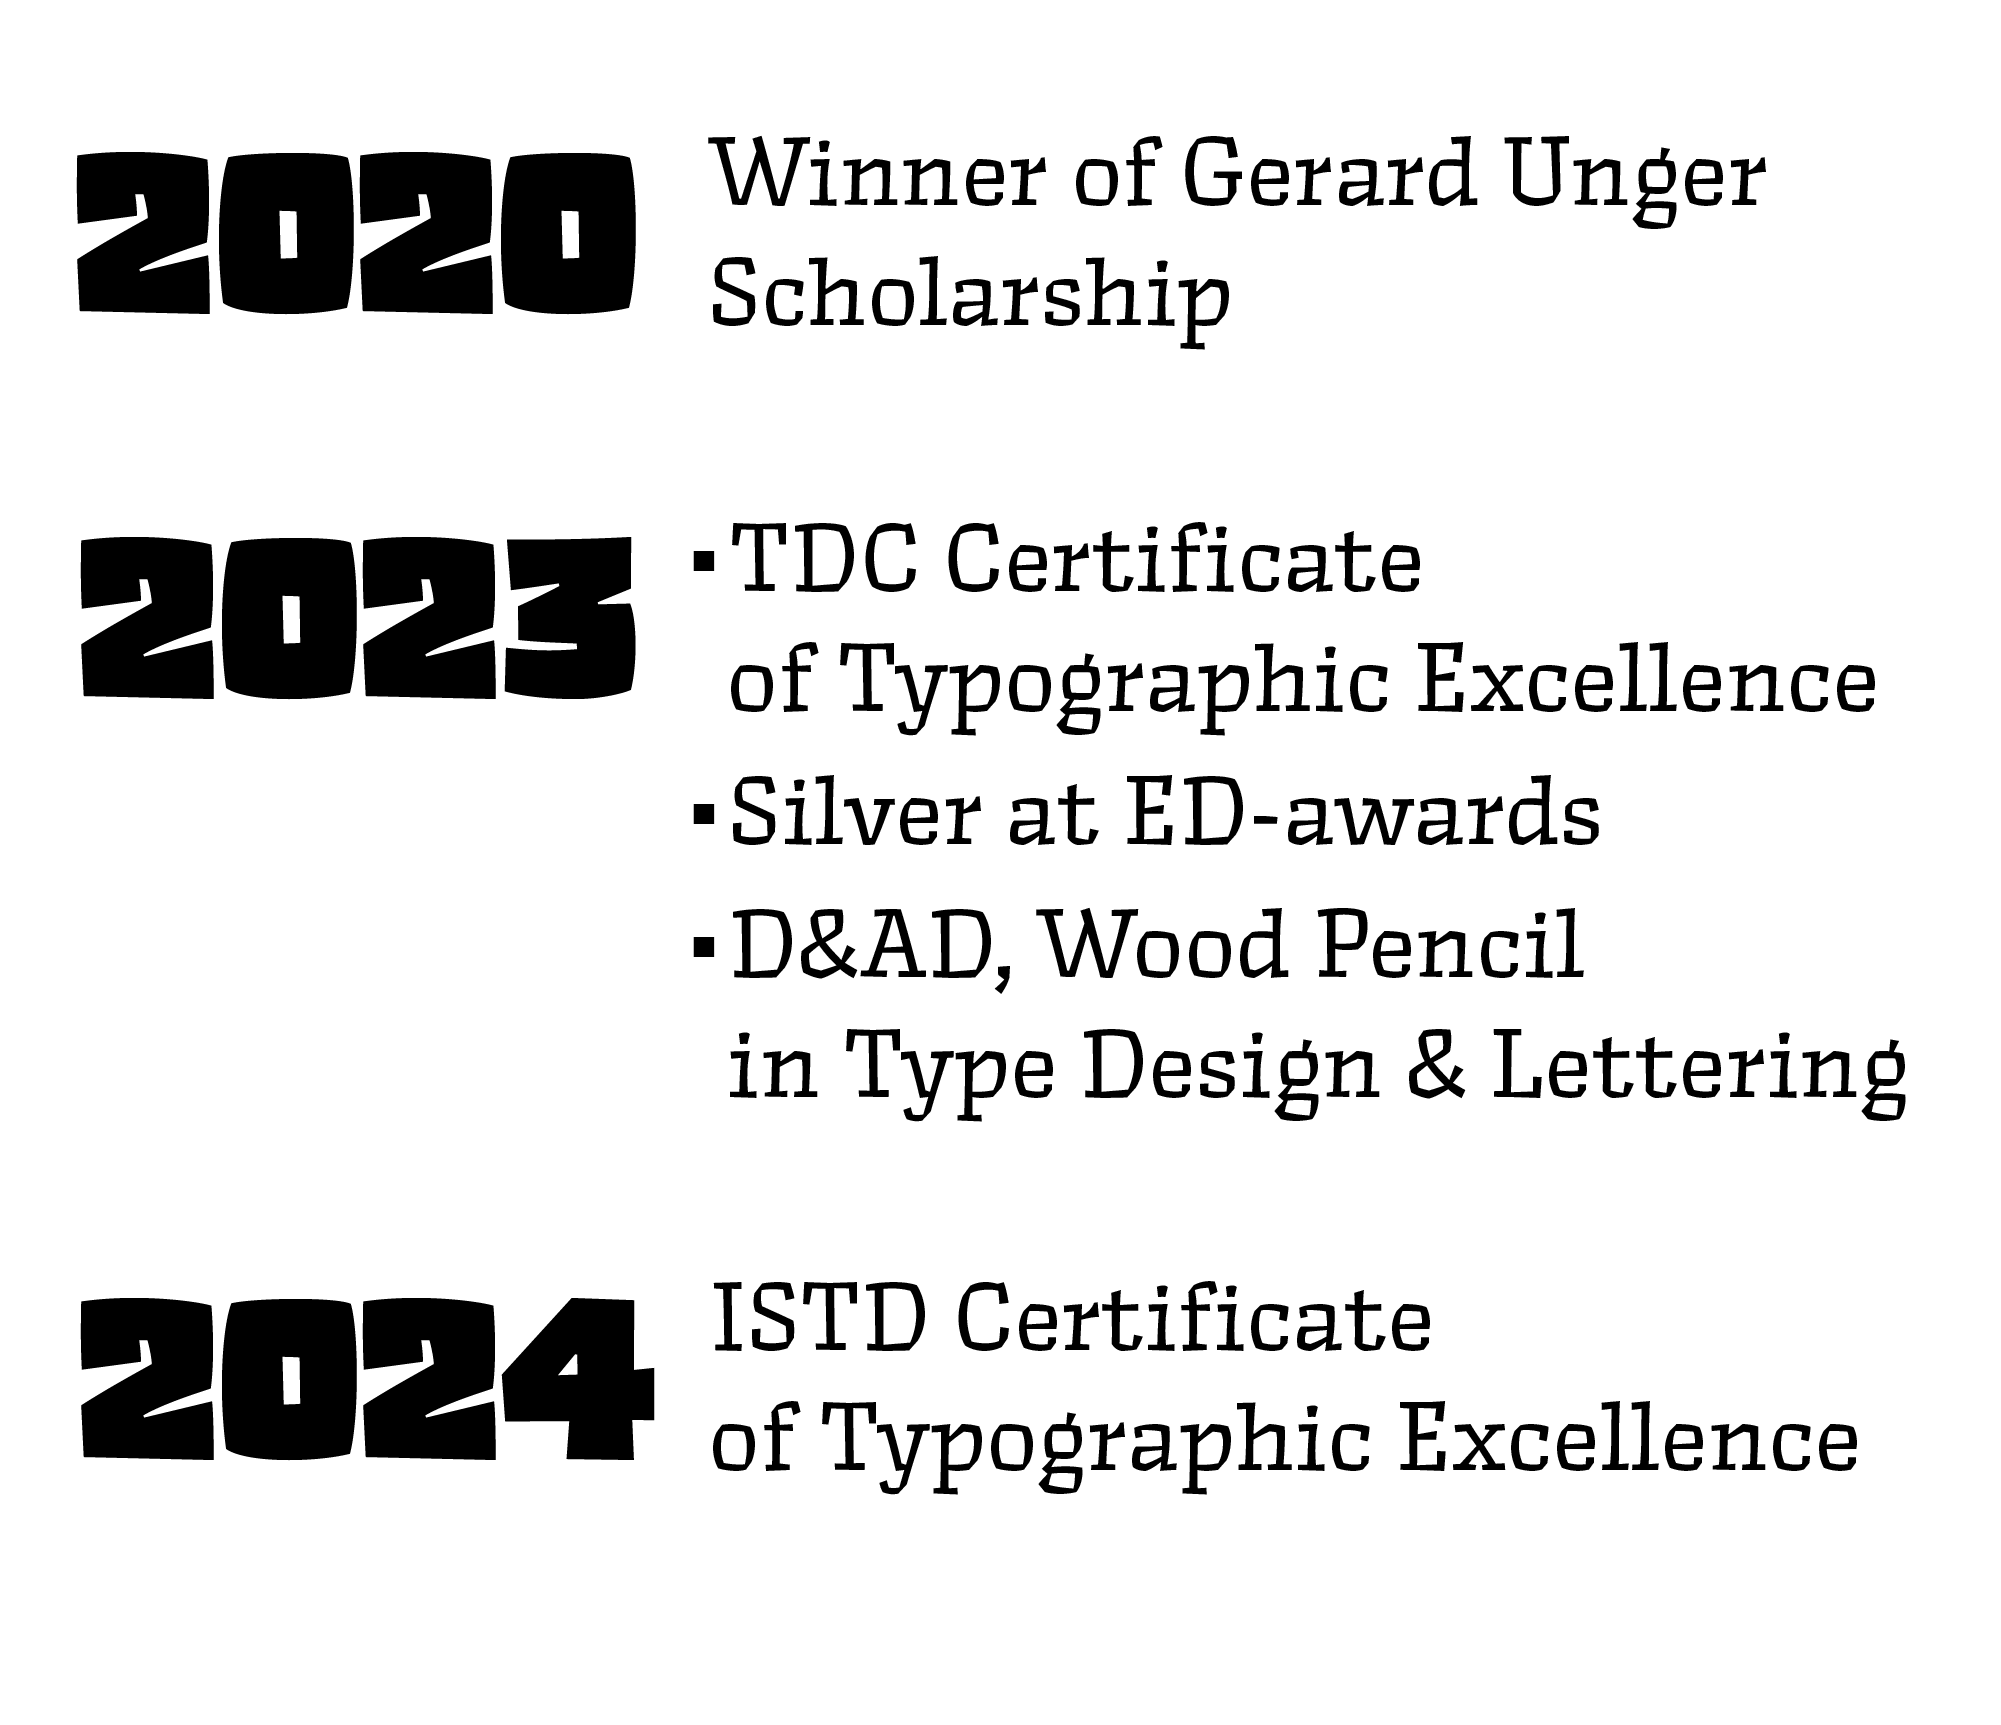 2020 Winner of Gerard Unger
Scholarship
2023 ▪TDC Certificate
of Typographic Excellence
▪Silver at ED-awards
▪D&AD, Wood Pencil
in Type Design & Lettering
2024 ISTD Certificate
of Typographic Excellence